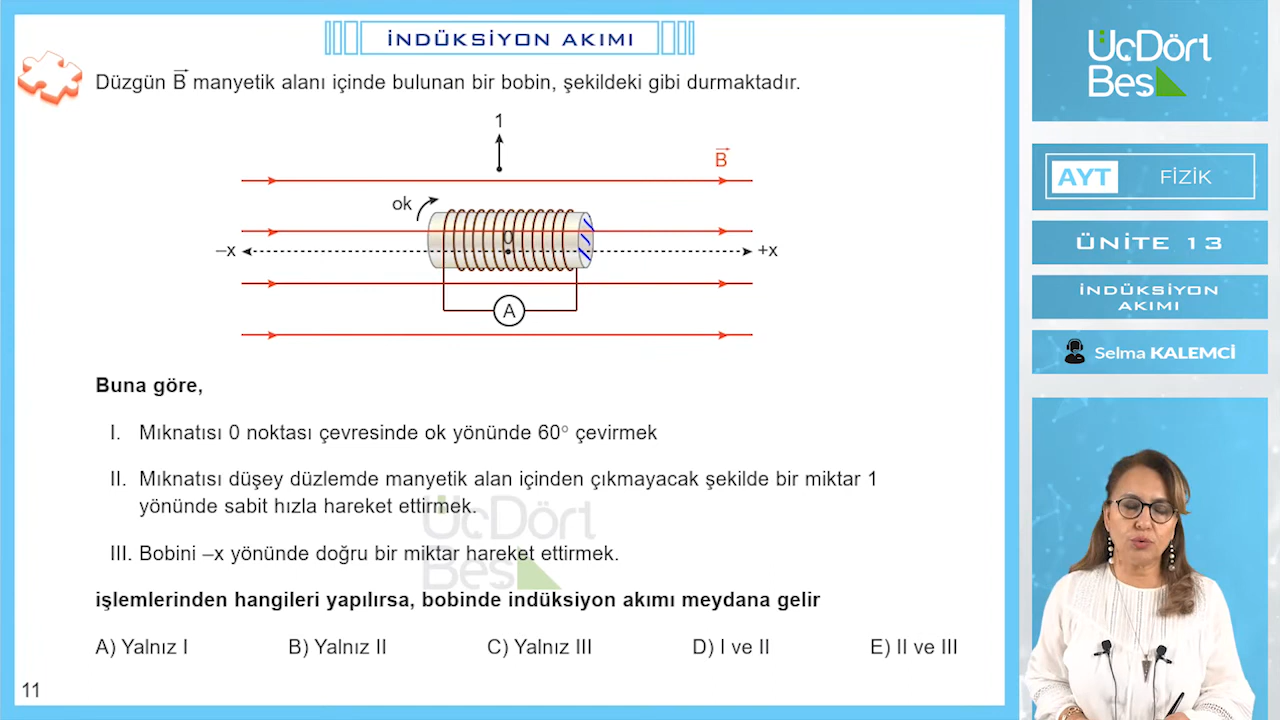 İNDÜKSİYON AKIMI
Düzgün B manyetik alanı içinde bulunan bir bobin, şekildeki gibi durmaktadır.
1
B
ok
0
–x
+x
A
Buna göre,
I. Mıknatısı 0 noktası çevresinde ok yönünde 60° çevirmek
II. Mıknatısı düşey düzlemde manyetik alan içinden çıkmayacak şekilde bir miktar 1
yönünde sabit hızla hareket ettirmek.
III. Bobini –x yönünde doğru bir miktar hareket ettirmek.
işlemlerinden hangileri yapılırsa, bobinde indüksiyon akımı meydana gelir
A) Yalnız I B) Yalnız II C) Yalnız III D) I ve II E) II ve III
11
ÜçDört
Beş
ÜçDört
Beş
AYT FİZİK
ÜNİTE 13
İNDÜKSİYON
AKIMI
Selma KALEMCİ